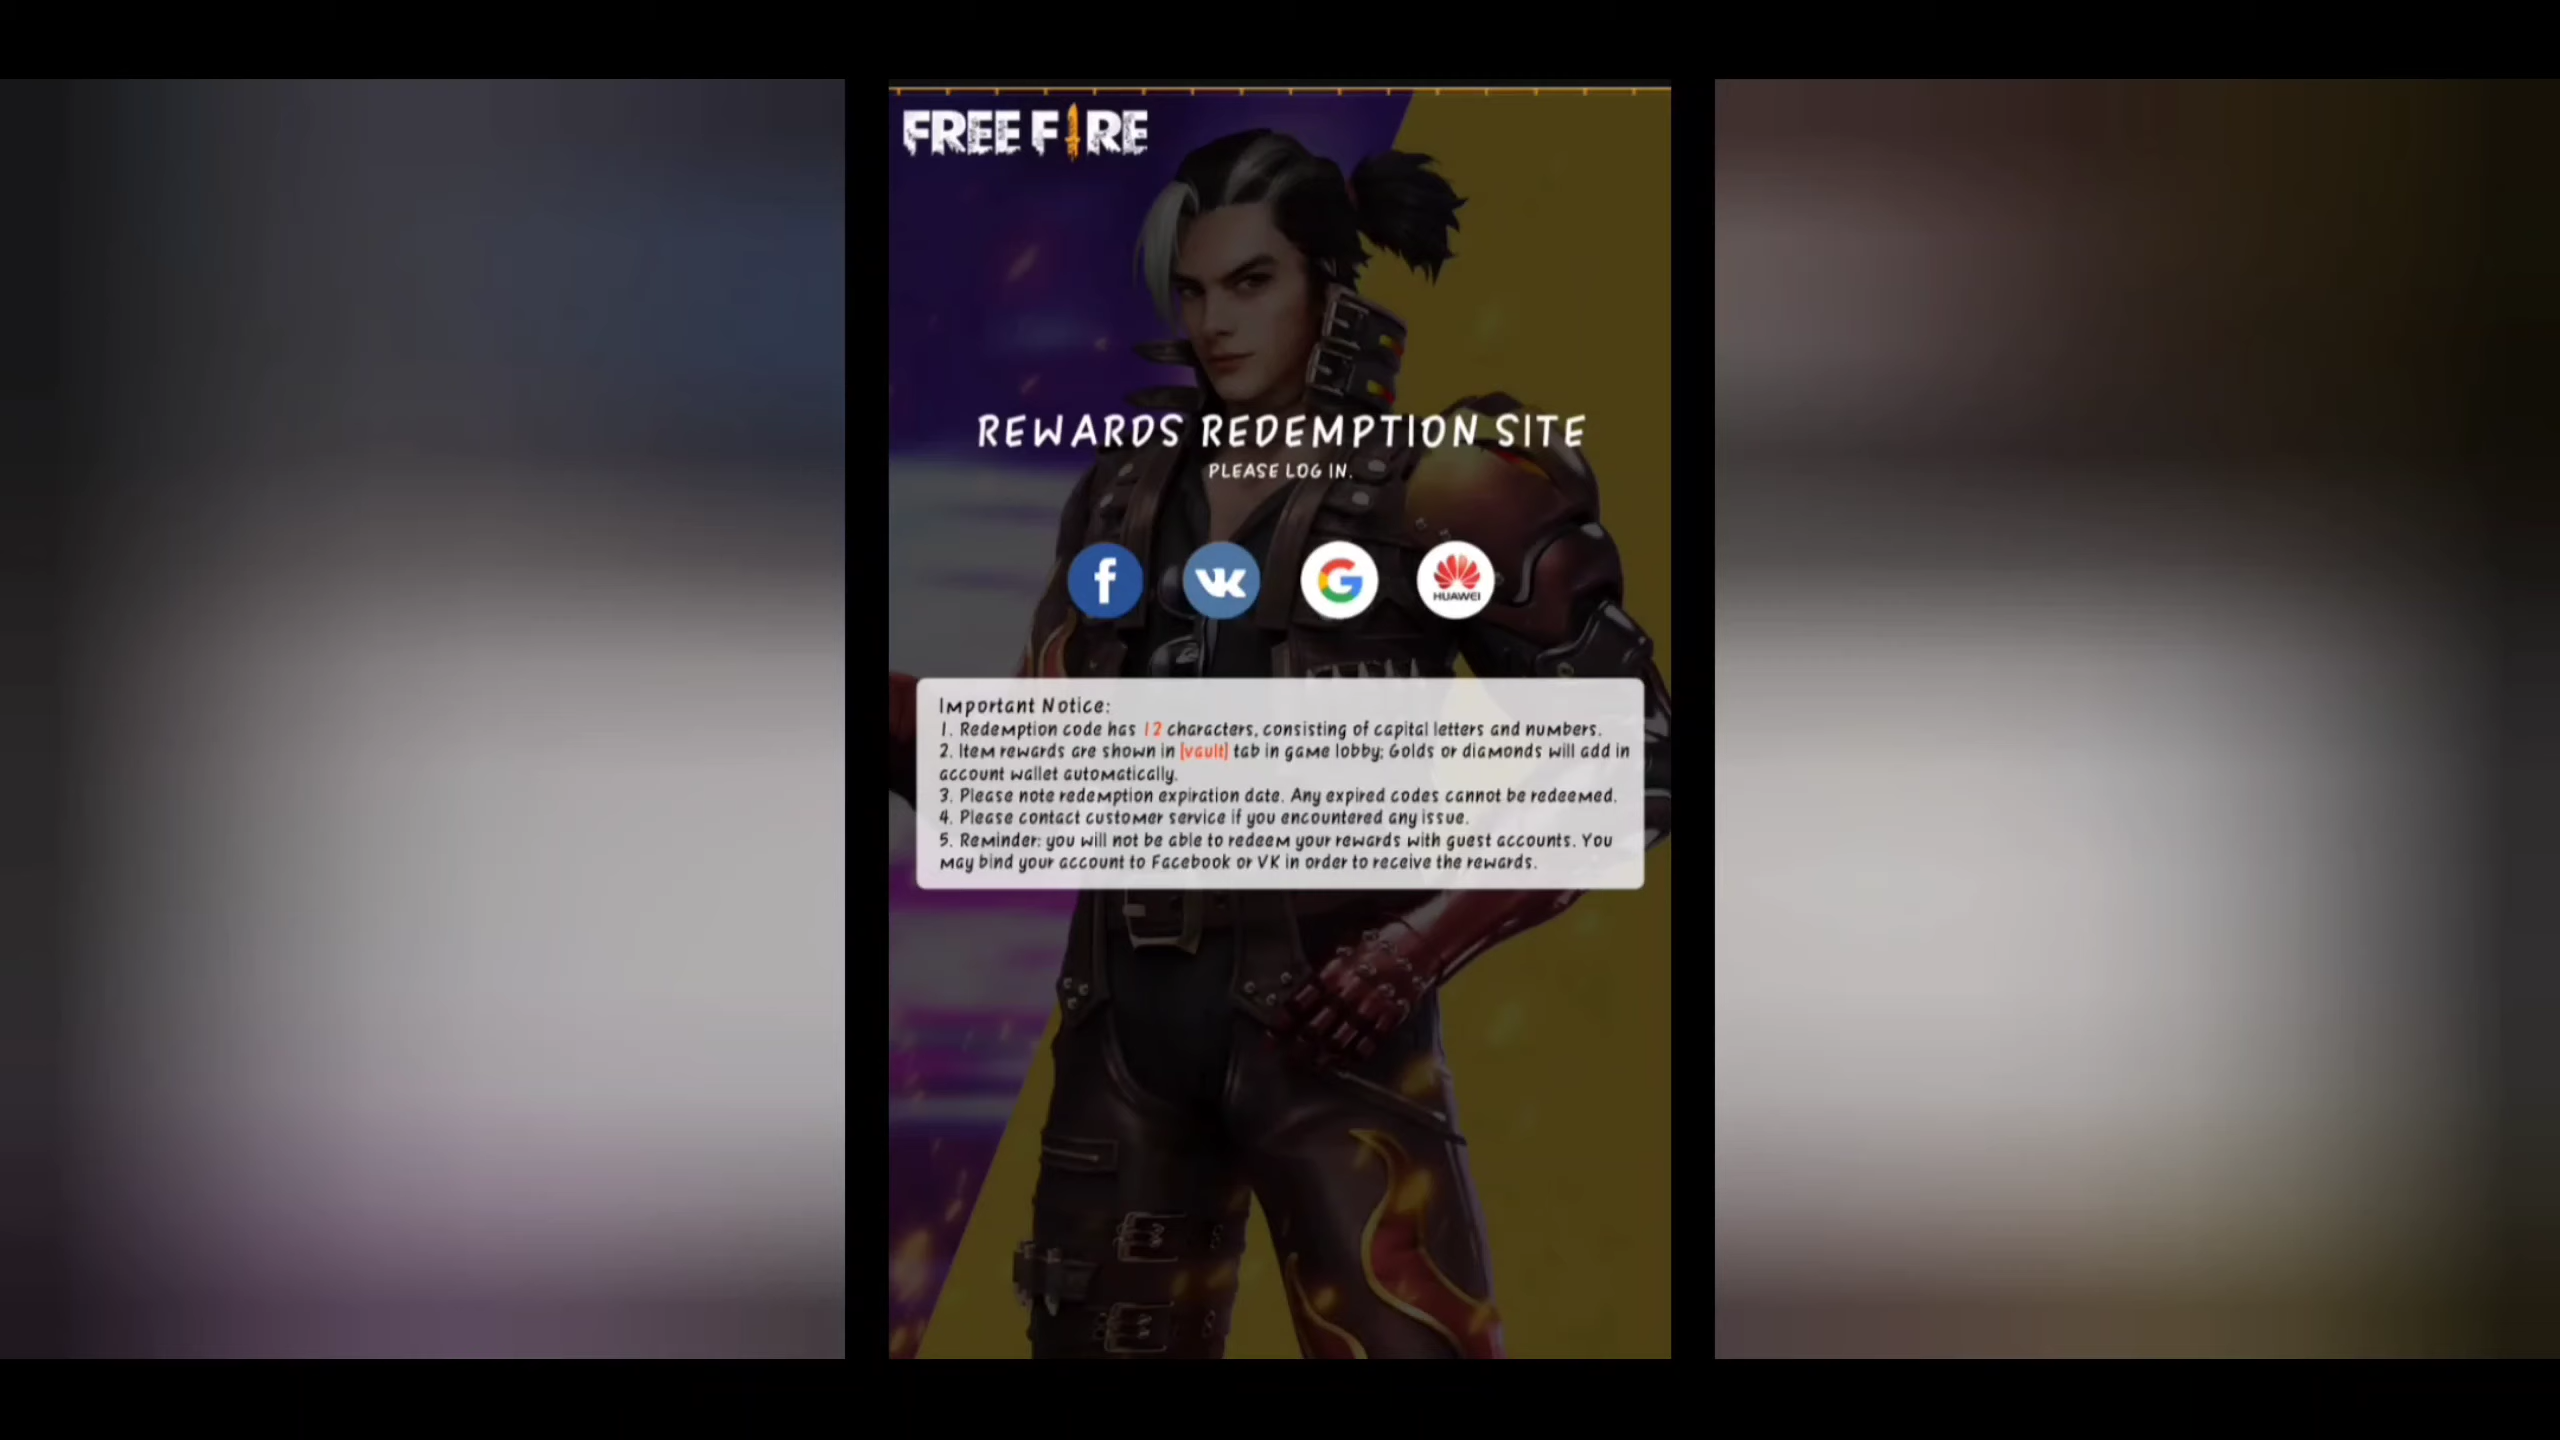 FREE FIRE
REWARDS REDEMPTION SITE
PLEASE LOG IN.
f
VK
G
HUAWEI
Important Notice:
1. Redemption code has 12 characters, consisting of capital letters and numbers.
2. Item rewards are shown in [vault] tab in game lobby; Golds or diamonds will add in
account wallet automatically.
3. Please note redemption expiration date. Any expired codes cannot be redeemed.
4. Please contact customer service if you encountered any issue.
5. Reminder: you will not be able to redeem your rewards with guest accounts. You
may bind your account to Facebook or VK in order to receive the rewards.